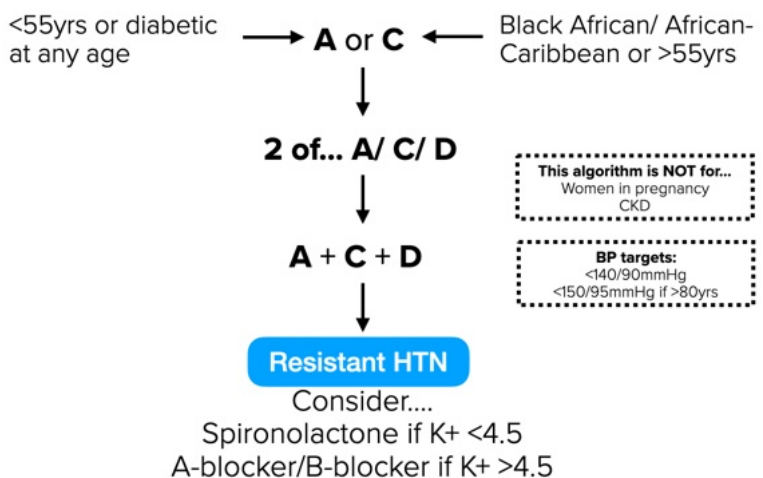 <55yrs or diabetic
at any age
A or C
Black African/ African-
Caribbean or >55yrs
2 of... A/ C/ D
This algorithm is NOT for...
Women in pregnancy
CKD
A + C + D
BP targets:
<140/90mmHg
<150/95mmHg if >80yrs
Resistant HTN
Consider....
Spironolactone if K+ <4.5
A-blocker/B-blocker if K+ >4.5